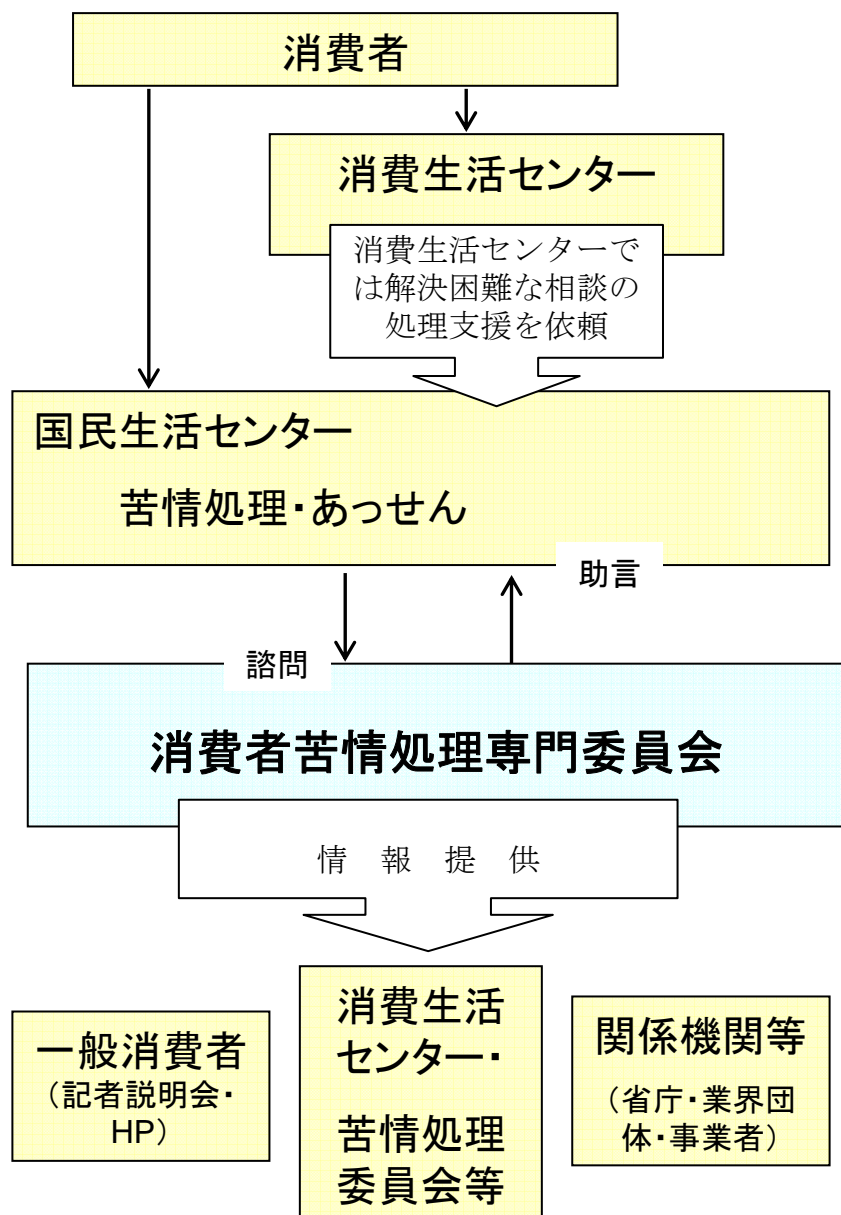 消費者
消費生活センター
消費生活センターで
は解決困難な相談の
処理支援を依頼
国民生活センター
苦情処理・あっせん
助言
諮問
消費者苦情処理専門委員会
情 報 提 供
一般消費者
（記者説明会・
HP）
消費生活
センター・
苦情処理
委員会等
関係機関等
（省庁・業界団
体・事業者）